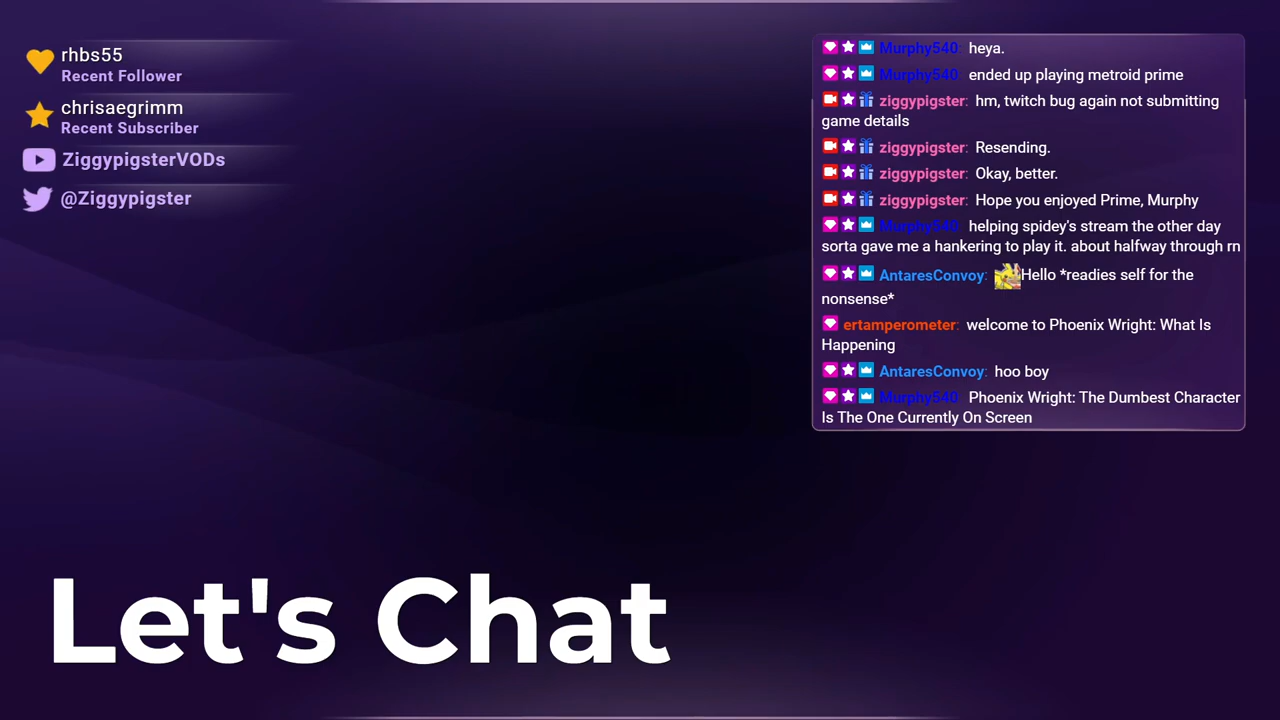 rhbs55
Recent Follower
chrisaegrimm
Recent Subscriber
ZiggypigsterVODs
@Ziggypigster
Murphy540: heya.
Murphy540: ended up playing metroid prime
ziggypigster: hm, twitch bug again not submitting
game details
ziggypigster: Resending.
ziggypigster: Okay, better.
ziggypigster: Hope you enjoyed Prime, Murphy
Murphy540: helping spidey's stream the other day
sorta gave me a hankering to play it. about halfway through rn
AntaresConvoy: Hello *readies self for the
nonsense*
ertamperometer: welcome to Phoenix Wright: What Is
Happening
AntaresConvoy: hoo boy
Murphy540: Phoenix Wright: The Dumbest Character
Is The One Currently On Screen
Let's Chat